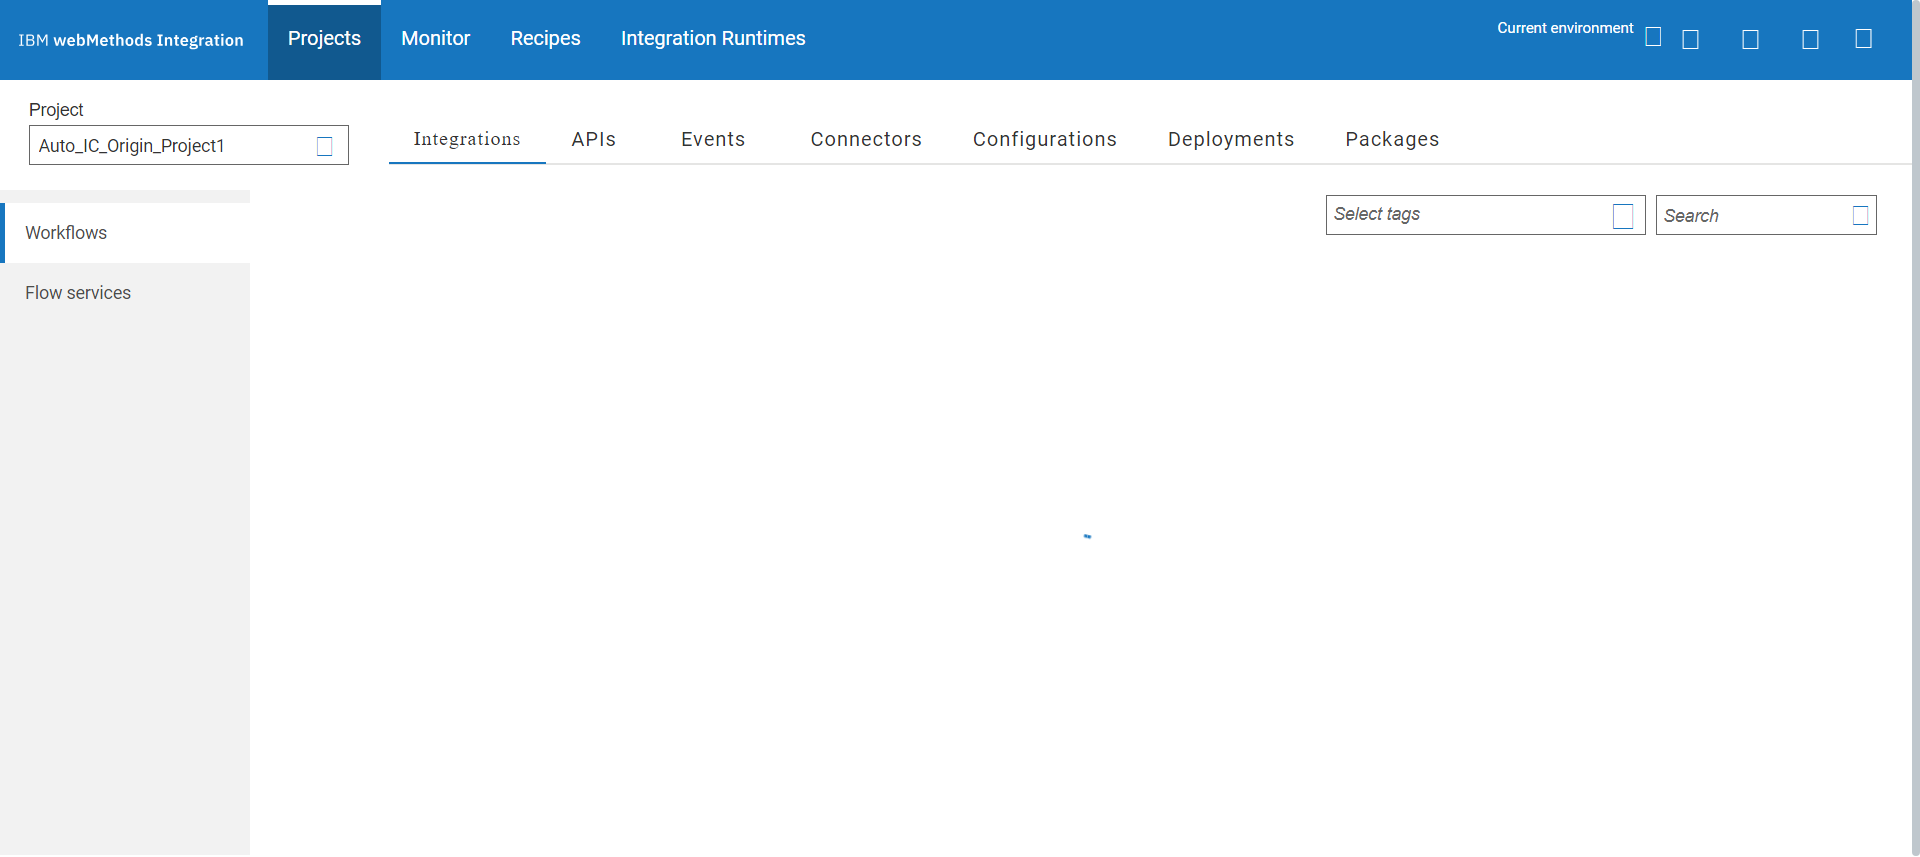 IBM webMethods Integration
Projects
Monitor
Recipes
Integration Runtimes
Current environment
Project
Auto_IC_Origin_Project1
Integrations
APIs
Events
Connectors
Configurations
Deployments
Packages
Select tags
Search
Workflows
Flow services